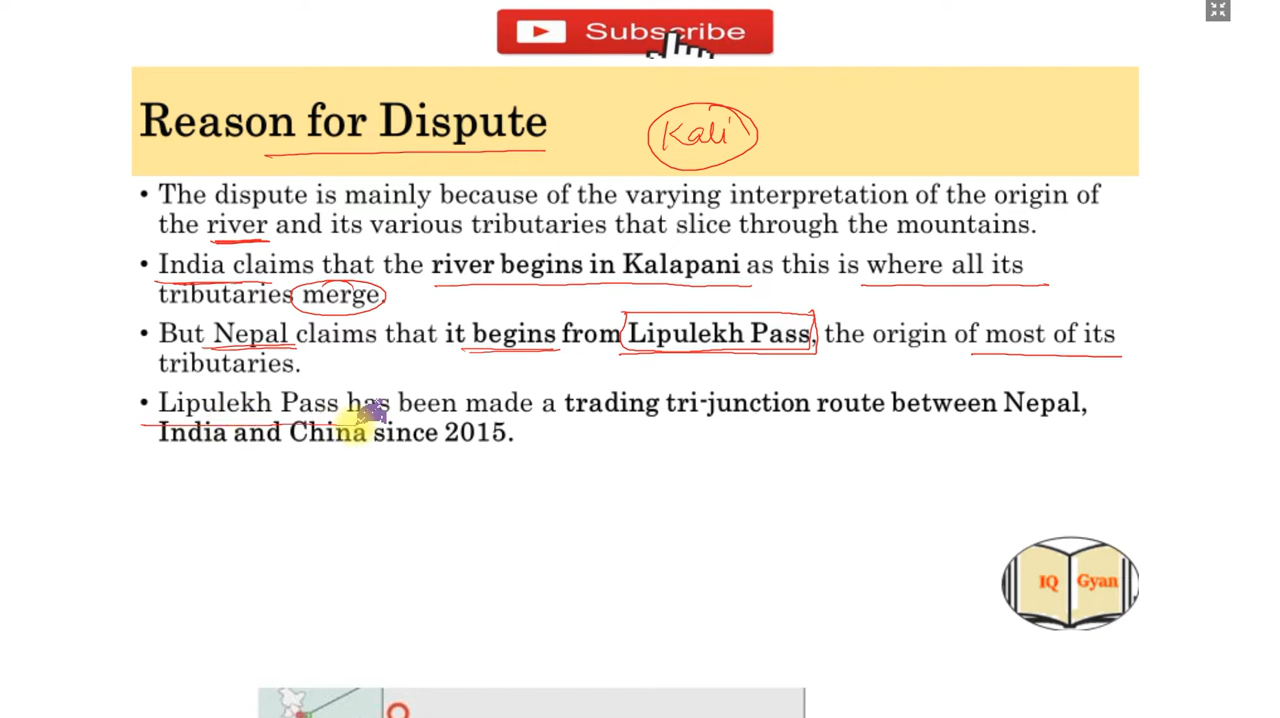 Subscribe
Reason for Dispute
Kali
• The dispute is mainly because of the varying interpretation of the origin of
the river and its various tributaries that slice through the mountains.
• India claims that the river begins in Kalapani as this is where all its
tributaries merge.
• But Nepal claims that it begins from Lipulekh Pass, the origin of most of its
tributaries.
• Lipulekh Pass has been made a trading tri-junction route between Nepal,
India and China since 2015.
IQ Gyan